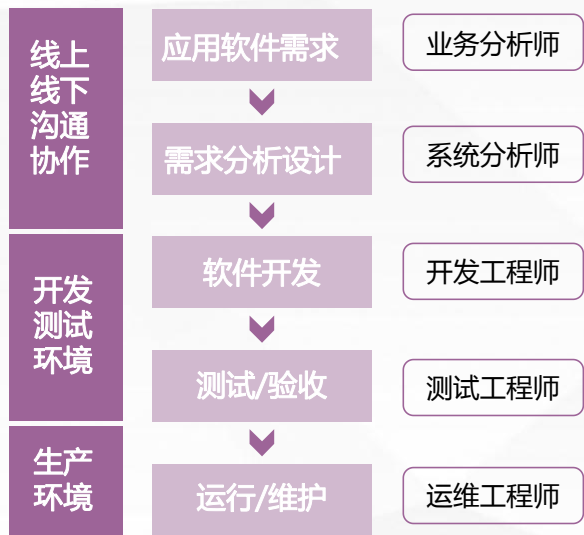 线上
线下
沟通
协作
应用软件需求
业务分析师
需求分析设计
系统分析师
开发
测试
环境
软件开发
开发工程师
测试/验收
测试工程师
生产
环境
运行/维护
运维工程师